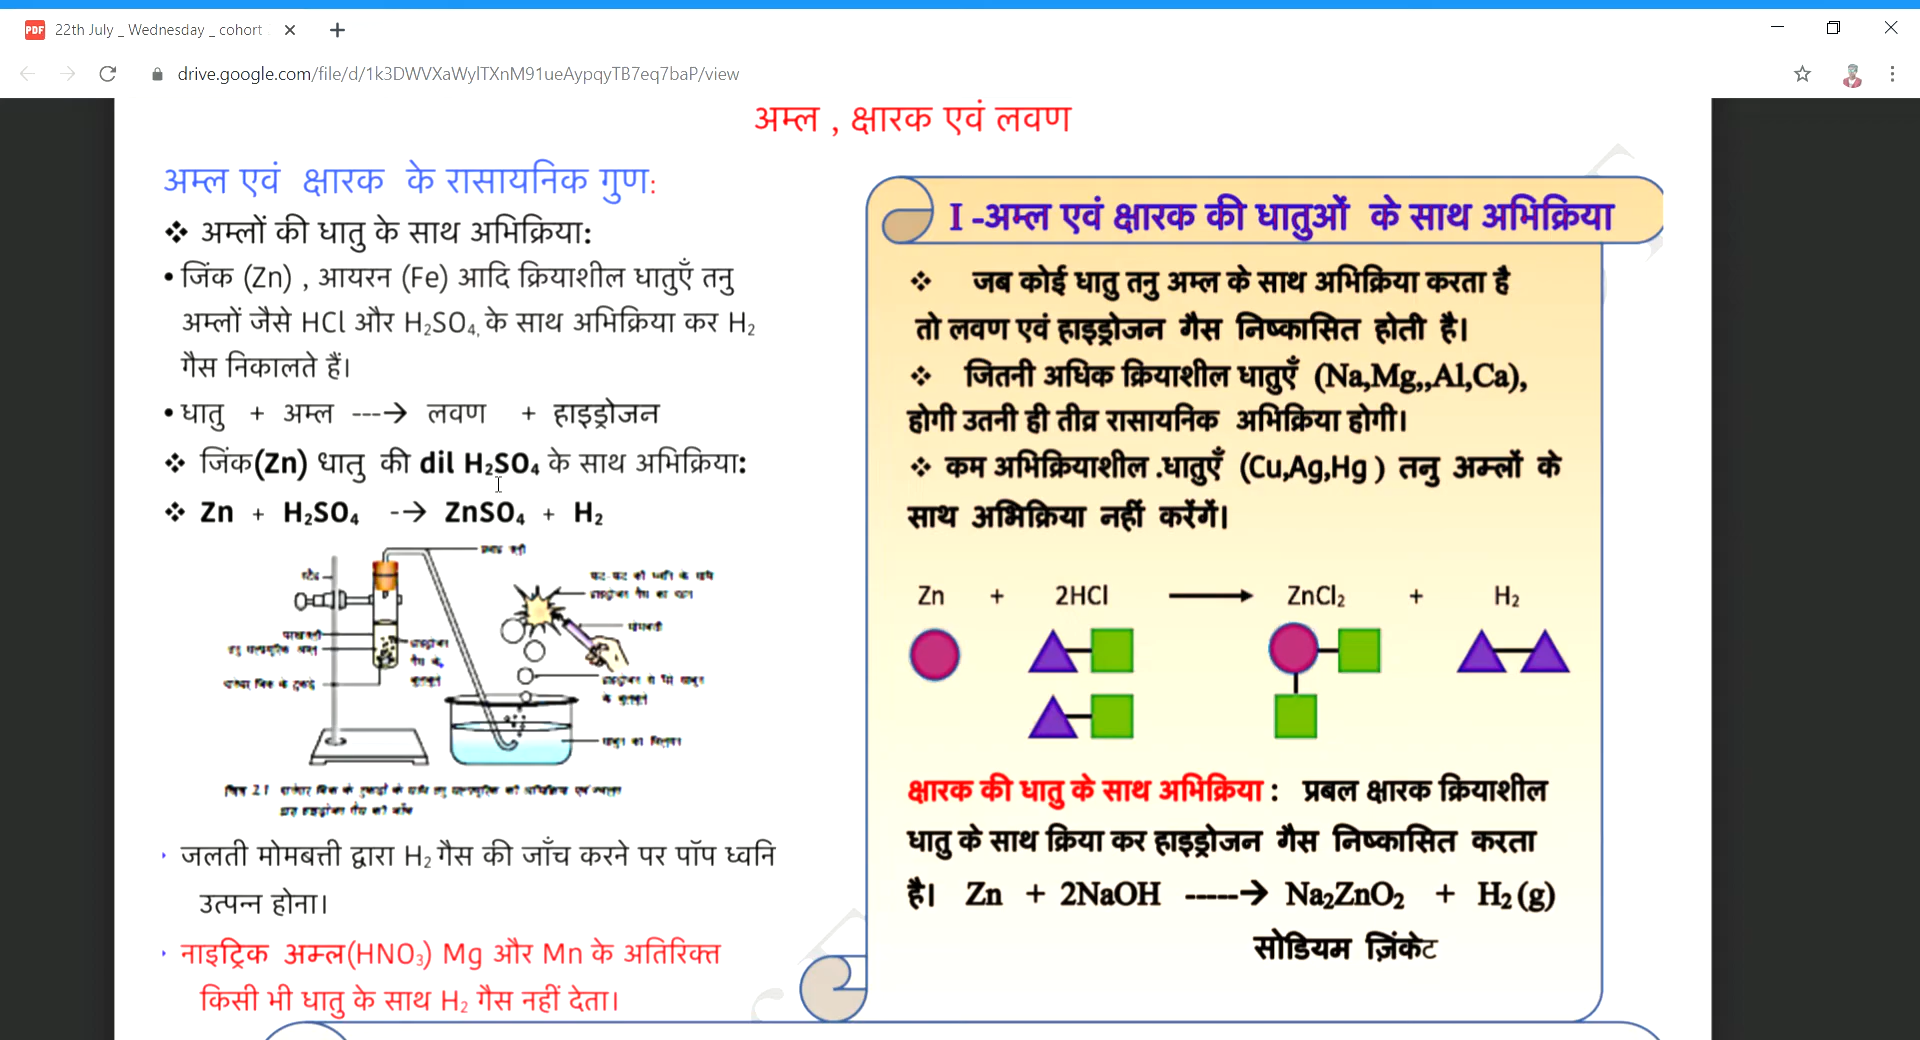 22th July _ Wednesday _ cohort
drive.google.com/file/d/1k3DWVXaWylTXnM91ueAypqyTB7eq7baP/view
अम्ल , क्षारक एवं लवण
अम्ल एवं क्षारक के रासायनिक गुण:
❖ अम्लों की धातु के साथ अभिक्रिया:
• जिंक (Zn) , आयरन (Fe) आदि क्रियाशील धातुएँ तनु
अम्लों जैसे HCl और H₂SO₄, के साथ अभिक्रिया कर H₂
गैस निकालते हैं।
• धातु + अम्ल ---→ लवण + हाइड्रोजन
❖ जिंक(Zn) धातु की dil H₂SO₄ के साथ अभिक्रिया:
❖ Zn + H₂SO₄ -→ ZnSO₄ + H₂
जलती मोमबत्ती द्वारा H₂ गैस की जाँच करने पर पॉप ध्वनि
उत्पन्न होना।
नाइट्रिक अम्ल(HNO₃) Mg और Mn के अतिरिक्त
किसी भी धातु के साथ H₂ गैस नहीं देता।
I -अम्ल एवं क्षारक की धातुओं के साथ अभिक्रिया
❖ जब कोई धातु तनु अम्ल के साथ अभिक्रिया करता है
तो लवण एवं हाइड्रोजन गैस निष्कासित होती है।
❖ जितनी अधिक क्रियाशील धातुएँ (Na,Mg,,Al,Ca),
होगी उतनी ही तीव्र रासायनिक अभिक्रिया होगी।
❖ कम अभिक्रियाशील .धातुएँ (Cu,Ag,Hg ) तनु अम्लों के
साथ अभिक्रिया नहीं करेंगें।
Zn + 2HCl ⟶ ZnCl₂ + H₂
क्षारक की धातु के साथ अभिक्रिया : प्रबल क्षारक क्रियाशील
धातु के साथ क्रिया कर हाइड्रोजन गैस निष्कासित करता
है। Zn + 2NaOH -----→ Na₂ZnO₂ + H₂ (g)
सोडियम ज़िंकेट